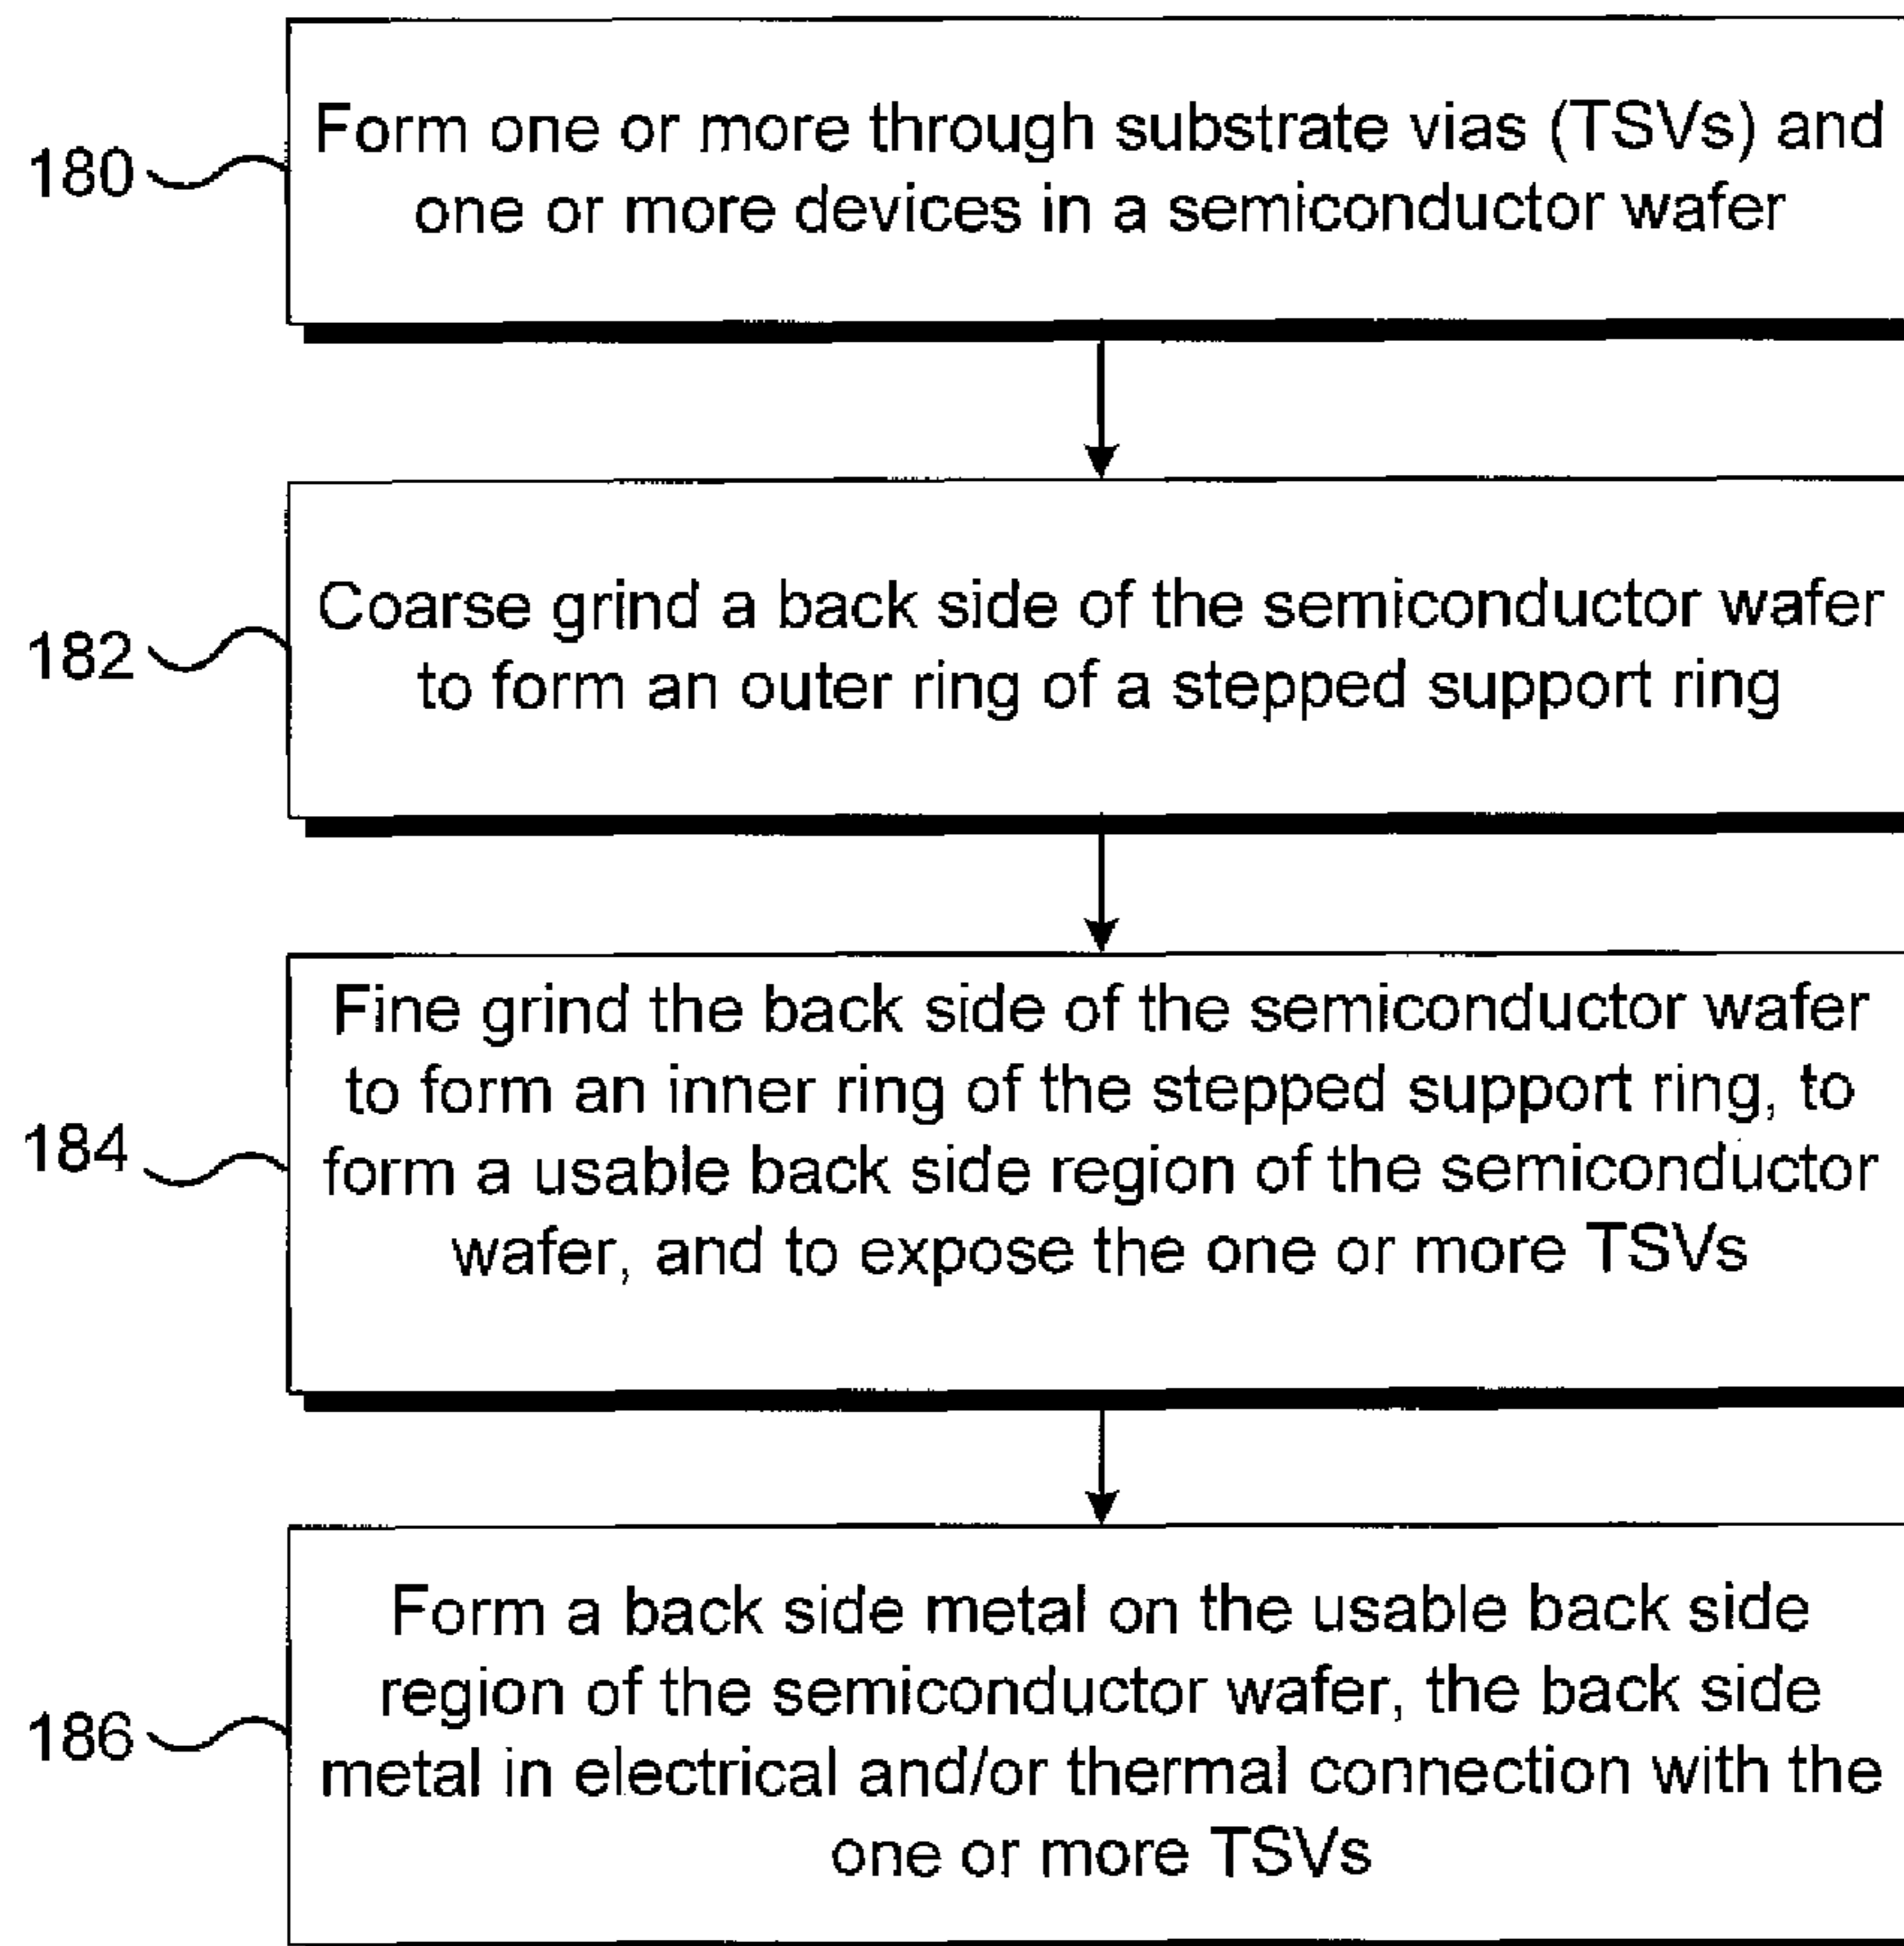 180
Form one or more through substrate vias (TSVs) and
one or more devices in a semiconductor wafer
182
Coarse grind a back side of the semiconductor wafer
to form an outer ring of a stepped support ring
184
Fine grind the back side of the semiconductor wafer
to form an inner ring of the stepped support ring, to
form a usable back side region of the semiconductor
wafer, and to expose the one or more TSVs
186
Form a back side metal on the usable back side
region of the semiconductor wafer, the back side
metal in electrical and/or thermal connection with the
one or more TSVs